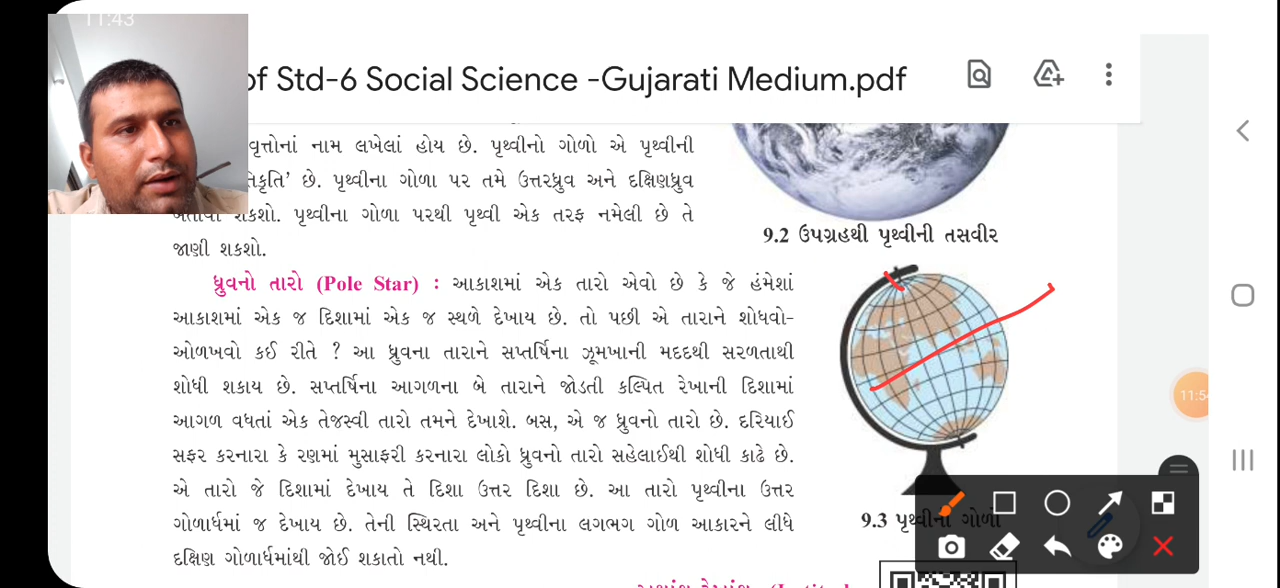 11:43
of Std-6 Social Science -Gujarati Medium.pdf
વૃત્તોનાં નામ લખેલાં હોય છે. પૃથ્વીનો ગોળો એ પૃથ્વીની
છે. પૃથ્વીના ગોળા પર તમે ઉત્તરધ્રુવ અને દક્ષિણધ્રુવ
શકશો. પૃથ્વીના ગોળા પરથી પૃથ્વી એક તરફ નમેલી છે તે
જાણી શકશો.
9.2 ઉપગ્રહથી પૃથ્વીની તસવીર
ધ્રુવનો તારો (Pole Star) : આકાશમાં એક તારો એવો છે કે જે હંમેશાં
આકાશમાં એક જ દિશામાં એક જ સ્થળે દેખાય છે. તો પછી એ તારાને શોધવો-
ઓળખવો કઈ રીતે ? આ ધ્રુવના તારાને સપ્તર્ષિના ઝૂમખાની મદદથી સરળતાથી
શોધી શકાય છે. સપ્તર્ષિના આગળના બે તારાને જોડતી કલ્પિત રેખાની દિશામાં
આગળ વધતાં એક તેજસ્વી તારો તમને દેખાશે. બસ, એ જ ધ્રુવનો તારો છે. દરિયાઈ
સફર કરનારા કે રણમાં મુસાફરી કરનારા લોકો ધ્રુવનો તારો સહેલાઈથી શોધી કાઢે છે.
એ તારો જે દિશામાં દેખાય તે દિશા ઉત્તર દિશા છે. આ તારો પૃથ્વીના ઉત્તર
ગોળાર્ધમાં જ દેખાય છે. તેની સ્થિરતા અને પૃથ્વીના લગભગ ગોળ આકારને લીધે
દક્ષિણ ગોળાર્ધમાંથી જોઈ શકાતો નથી.
9.3 પૃથ્વીનો ગોળો
11:54